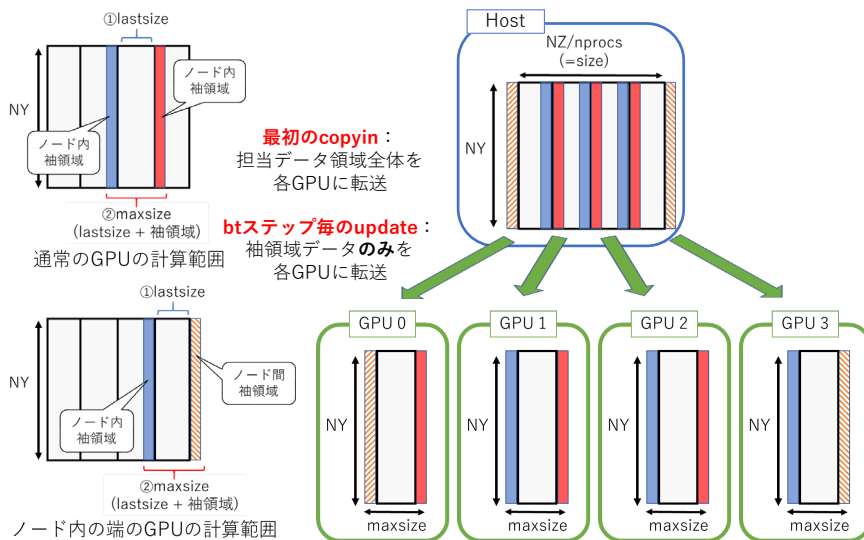 ①lastsize
NY
ノード内
袖領域
ノード内
袖領域
②maxsize
(lastsize + 袖領域)
通常のGPUの計算範囲
①lastsize
NY
ノード間
袖領域
ノード内
袖領域
②maxsize
(lastsize + 袖領域)
ノード内の端のGPUの計算範囲
最初のcopyin：
担当データ領域全体を
各GPUに転送
btステップ毎のupdate：
袖領域データのみを
各GPUに転送
Host
NZ/nprocs
(=size)
NY
GPU 0
NY
maxsize
GPU 1
NY
maxsize
GPU 2
NY
maxsize
GPU 3
NY
maxsize